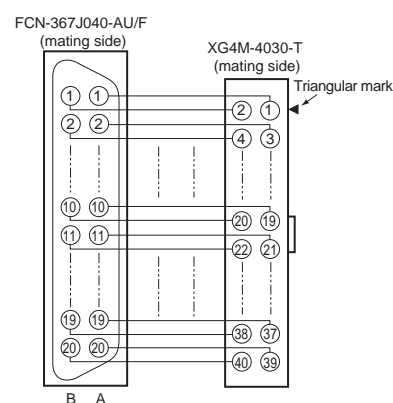 FCN-367J040-AU/F
(mating side)
XG4M-4030-T
(mating side)
Triangular mark
1 1
2 1
2 2
4 3
10 10
20 19
11 11
22 21
19 19
38 37
20 20
40 39
B A